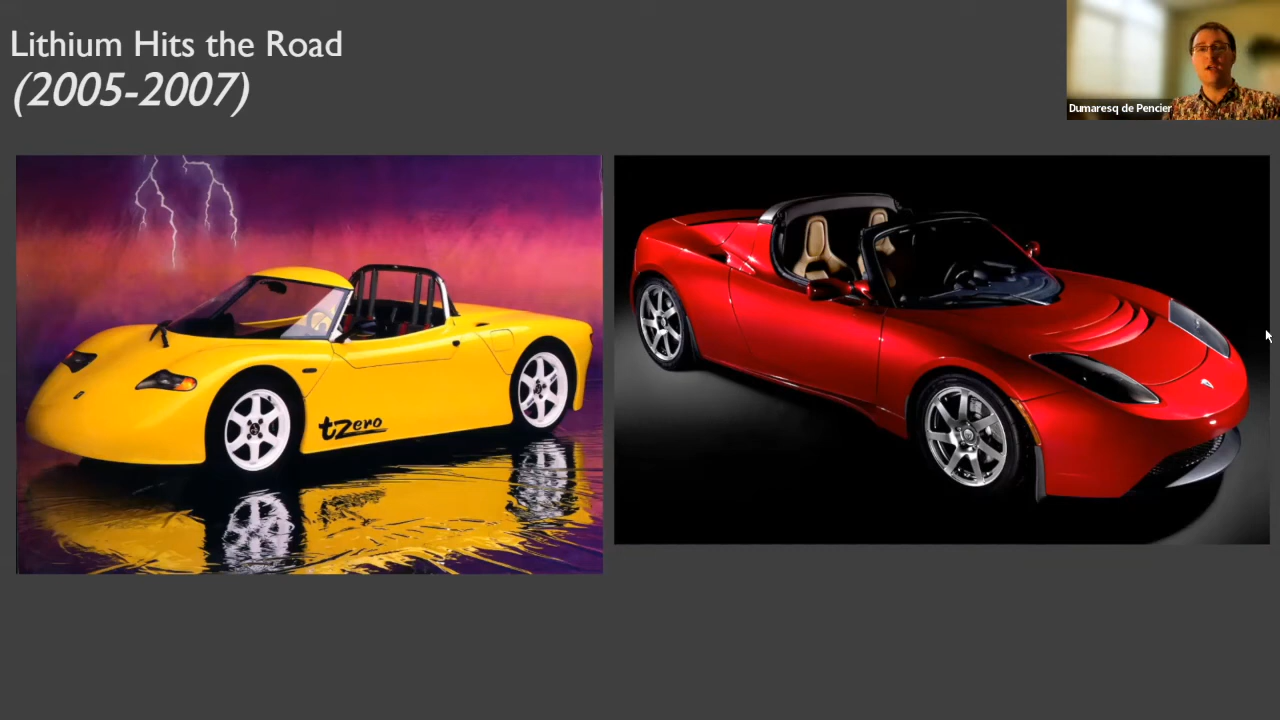 Lithium Hits the Road
(2005-2007)
Dumaresq de Pencier
tzero